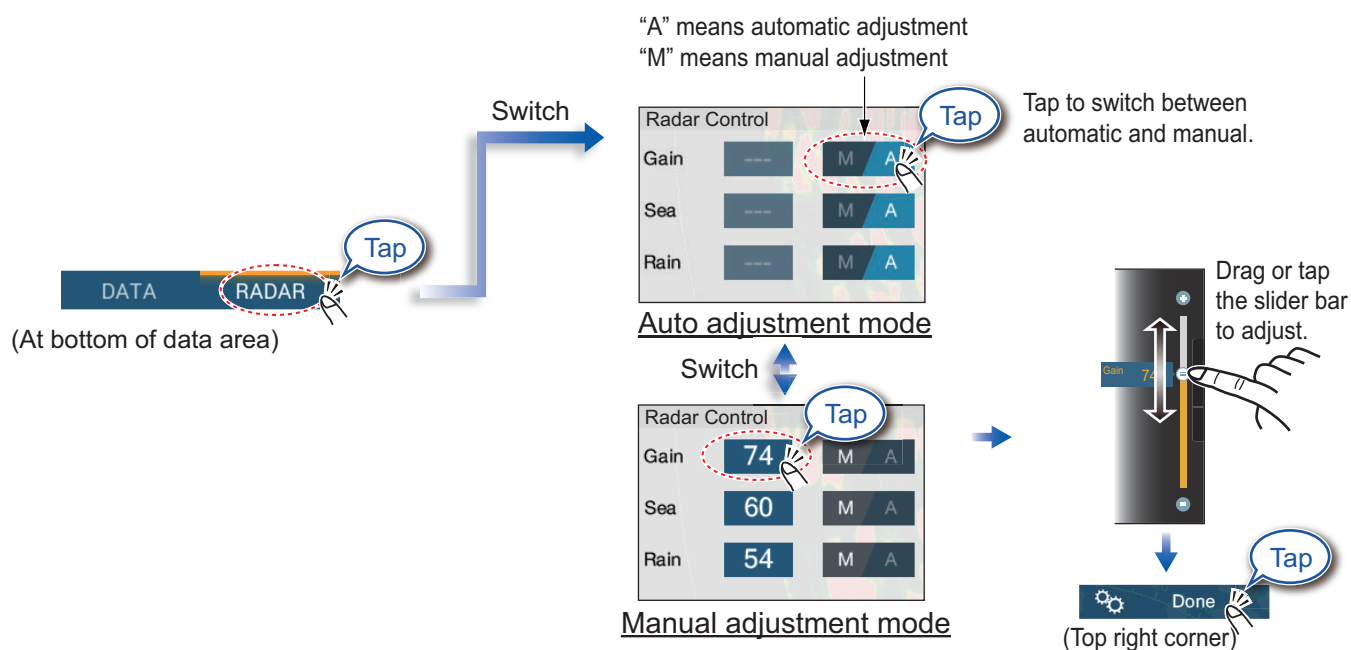 “A” means automatic adjustment
“M” means manual adjustment
Switch
Tap
Tap to switch between
automatic and manual.
Radar Control
Gain --- M A
Sea --- M A
Rain --- M A
Auto adjustment mode
Tap
DATA RADAR
(At bottom of data area)
Switch
Radar Control
Tap
Gain 74 M A
Sea 60 M A
Rain 54 M A
Manual adjustment mode
Drag or tap
the slider bar
to adjust.
Gain 74
Tap
Done
(Top right corner)